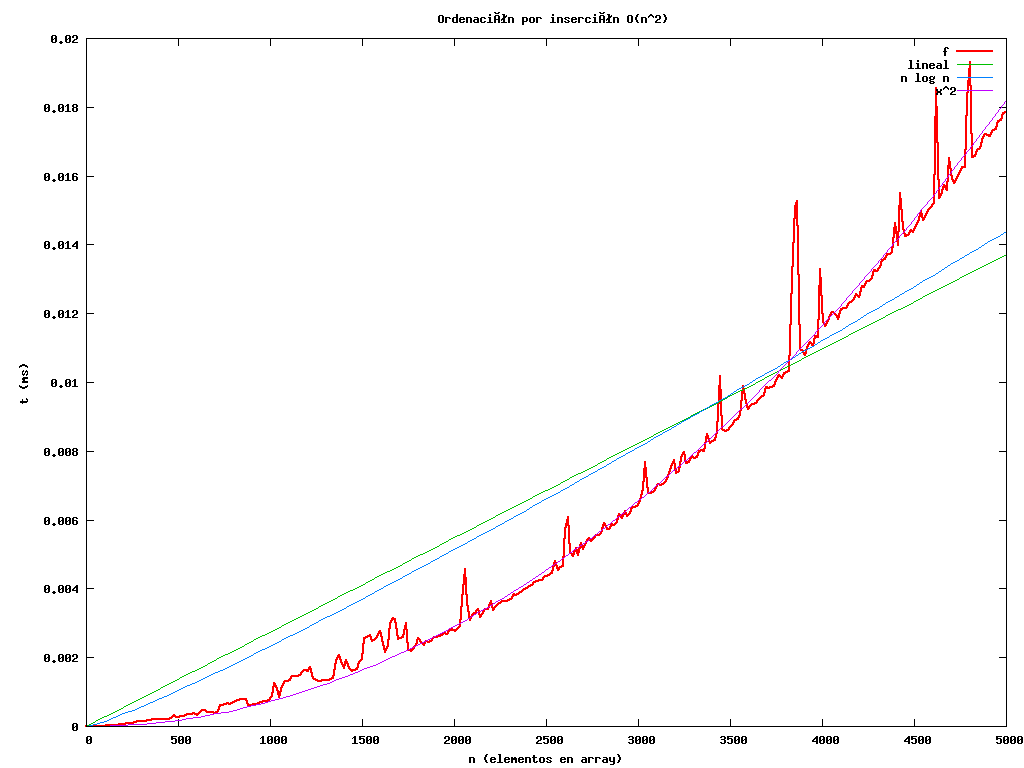 OrdenaciĂłn por inserciĂłn O(n^2)
0.02
0.018
0.016
0.014
0.012
0.01
0.008
0.006
0.004
0.002
0
t (ms)
f
lineal
n log n
x^2
0 500 1000 1500 2000 2500 3000 3500 4000 4500 5000
n (elementos en array)